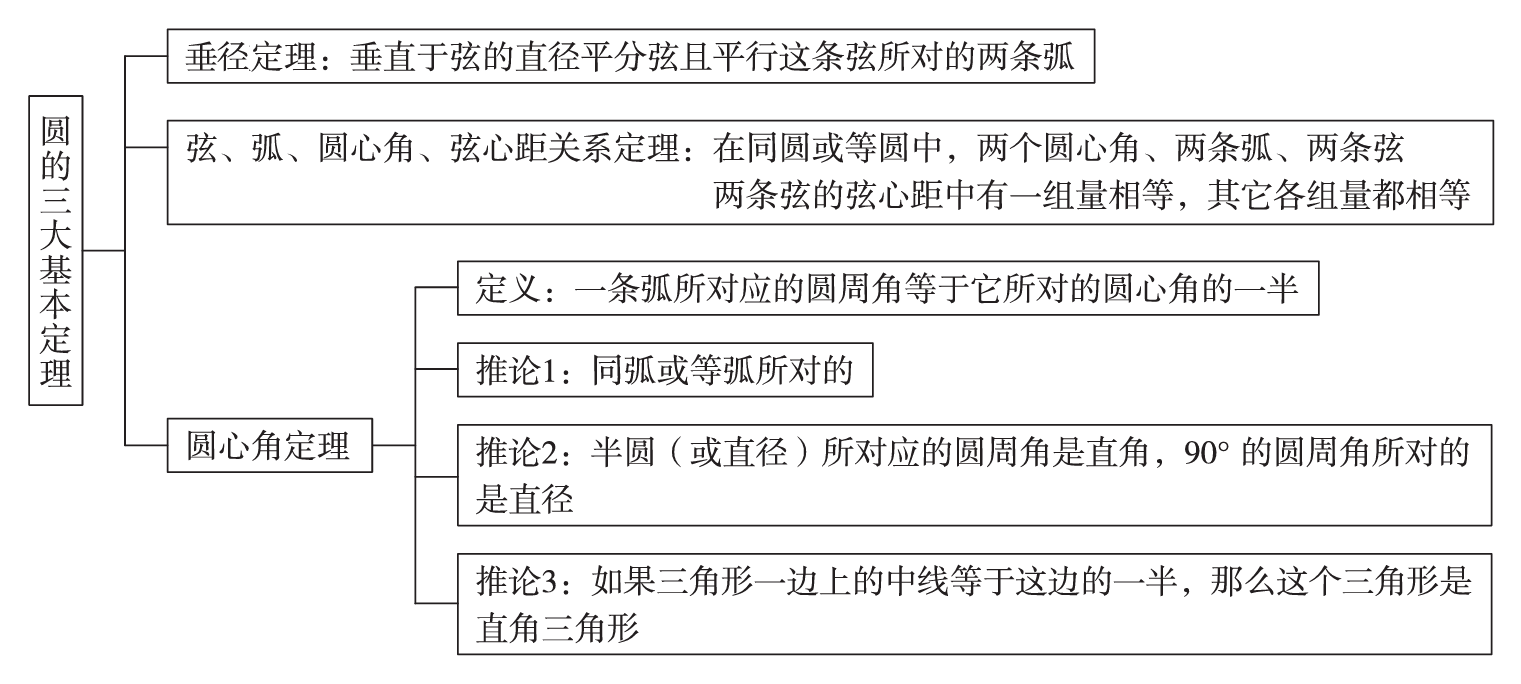 圆的三大基本定理
垂径定理：垂直于弦的直径平分弦且平行这条弦所对的两条弧
弦、弧、圆心角、弦心距关系定理：在同圆或等圆中，两个圆心角、两条弧、两条弦
两条弦的弦心距中有一组量相等，其它各组量都相等
圆心角定理
定义：一条弧所对应的圆周角等于它所对的圆心角的一半
推论1：同弧或等弧所对的
推论2：半圆（或直径）所对应的圆周角是直角，90° 的圆周角所对的
是直径
推论3：如果三角形一边上的中线等于这边的一半，那么这个三角形是
直角三角形